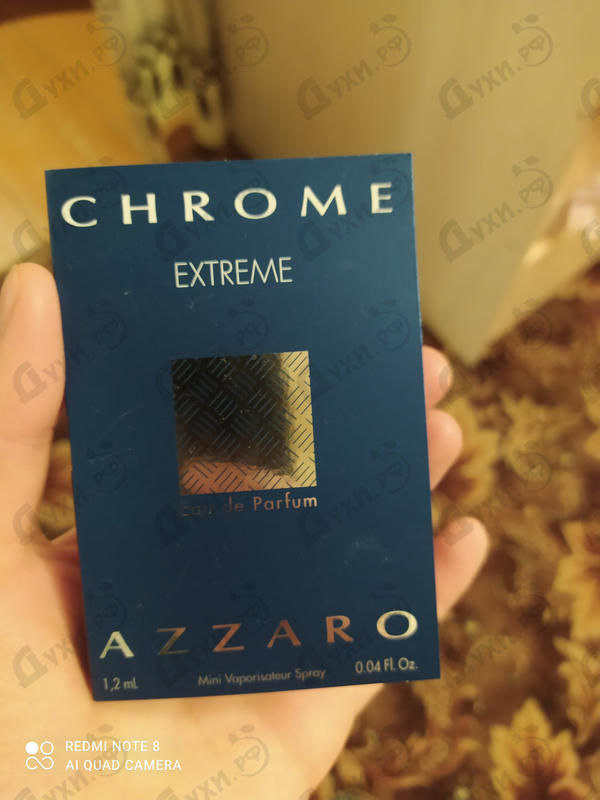 CHROME
EXTREME
Eau de Parfum
AZZARO
1,2 mL
Mini Vaporisateur Spray
0.04 Fl. Oz.
REDMI NOTE 8
AI QUAD CAMERA
Духи.РФ